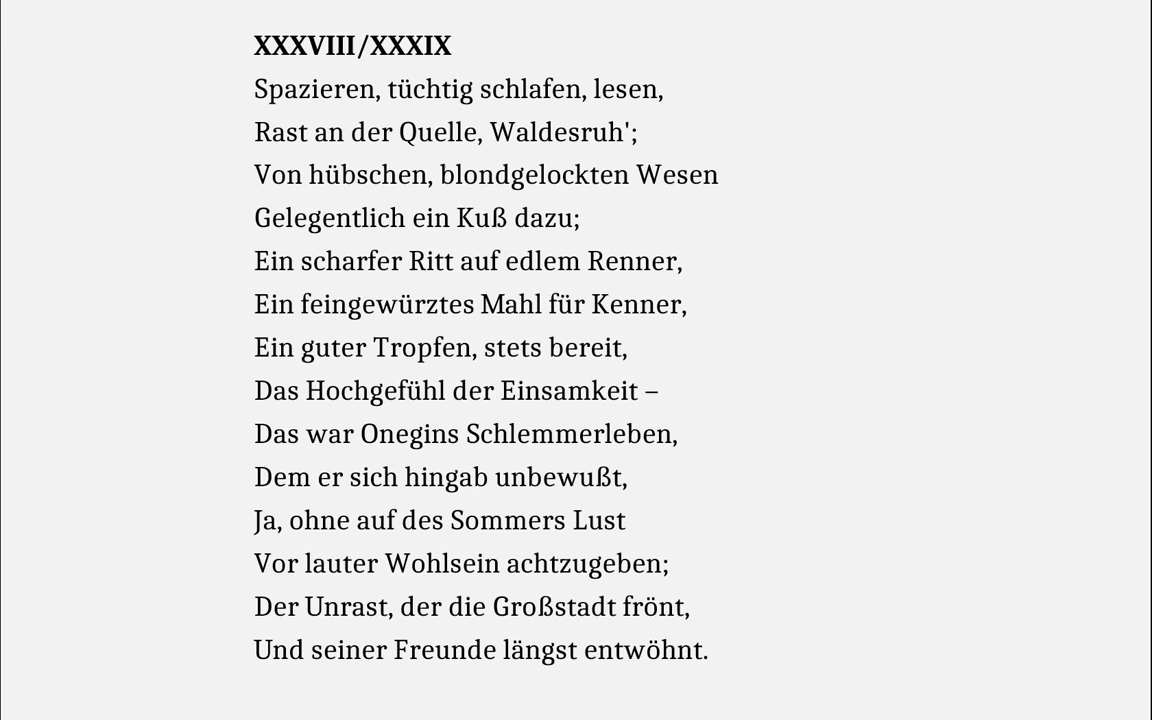 XXXVIII/XXXIX
Spazieren, tüchtig schlafen, lesen,
Rast an der Quelle, Waldesruh';
Von hübschen, blondgelockten Wesen
Gelegentlich ein Kuß dazu;
Ein scharfer Ritt auf edlem Renner,
Ein feingewürztes Mahl für Kenner,
Ein guter Tropfen, stets bereit,
Das Hochgefühl der Einsamkeit –
Das war Onegins Schlemmerleben,
Dem er sich hingab unbewußt,
Ja, ohne auf des Sommers Lust
Vor lauter Wohlsein achtzugeben;
Der Unrast, der die Großstadt frönt,
Und seiner Freunde längst entwöhnt.